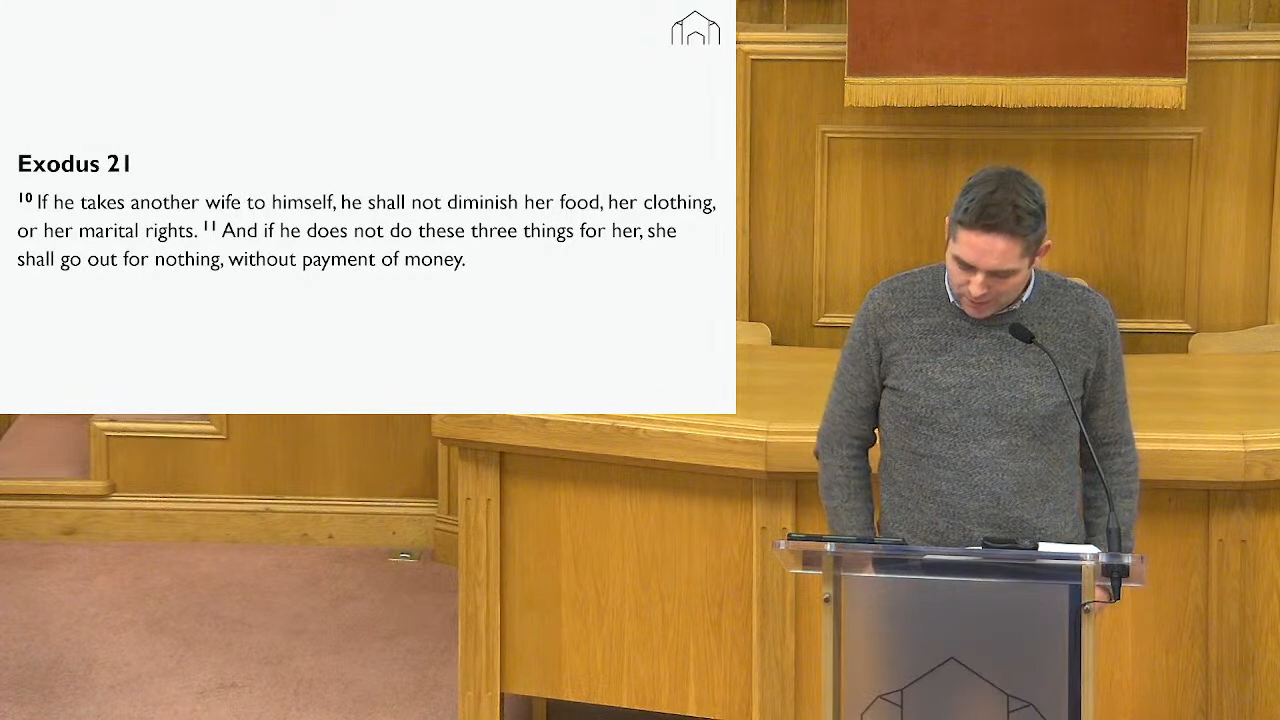 Exodus 21
10 If he takes another wife to himself, he shall not diminish her food, her clothing,
or her marital rights. 11 And if he does not do these three things for her, she
shall go out for nothing, without payment of money.